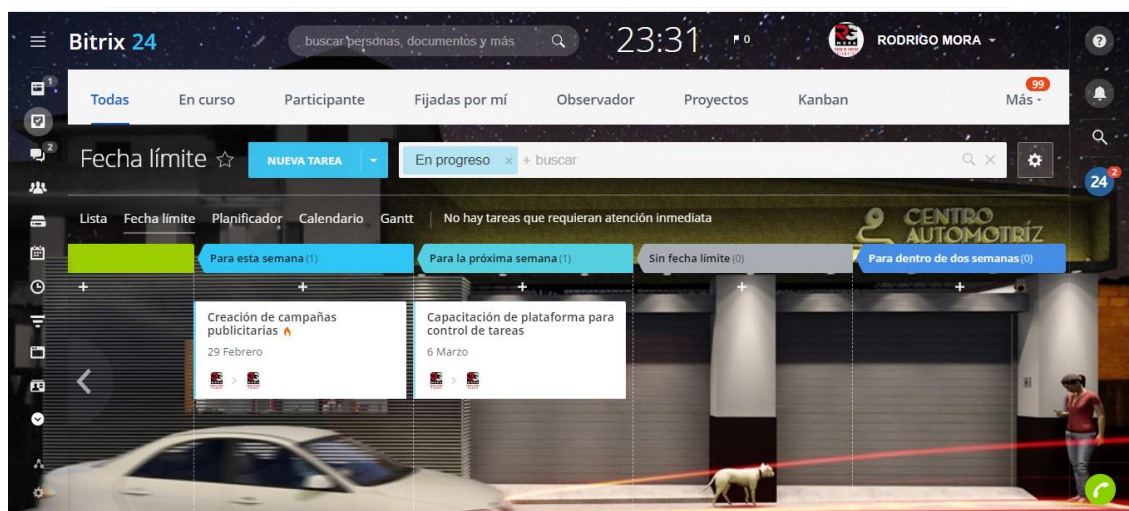 Bitrix 24
buscar personas, documentos y más
23:31
0
RODRIGO MORA
1
Todas
En curso
Participante
Fijadas por mí
Observador
Proyectos
Kanban
Más
99
2
Fecha límite
NUEVA TAREA
En progreso
+ buscar
24
2
Lista
Fecha límite
Planificador
Calendario
Gantt
No hay tareas que requieran atención inmediata
CENTRO
AUTOMOTRÍZ
Para esta semana (1)
Para la próxima semana (1)
Sin fecha límite (0)
Para dentro de dos semanas (0)
Creación de campañas
publicitarias
29 Febrero
Capacitación de plataforma para
control de tareas
6 Marzo